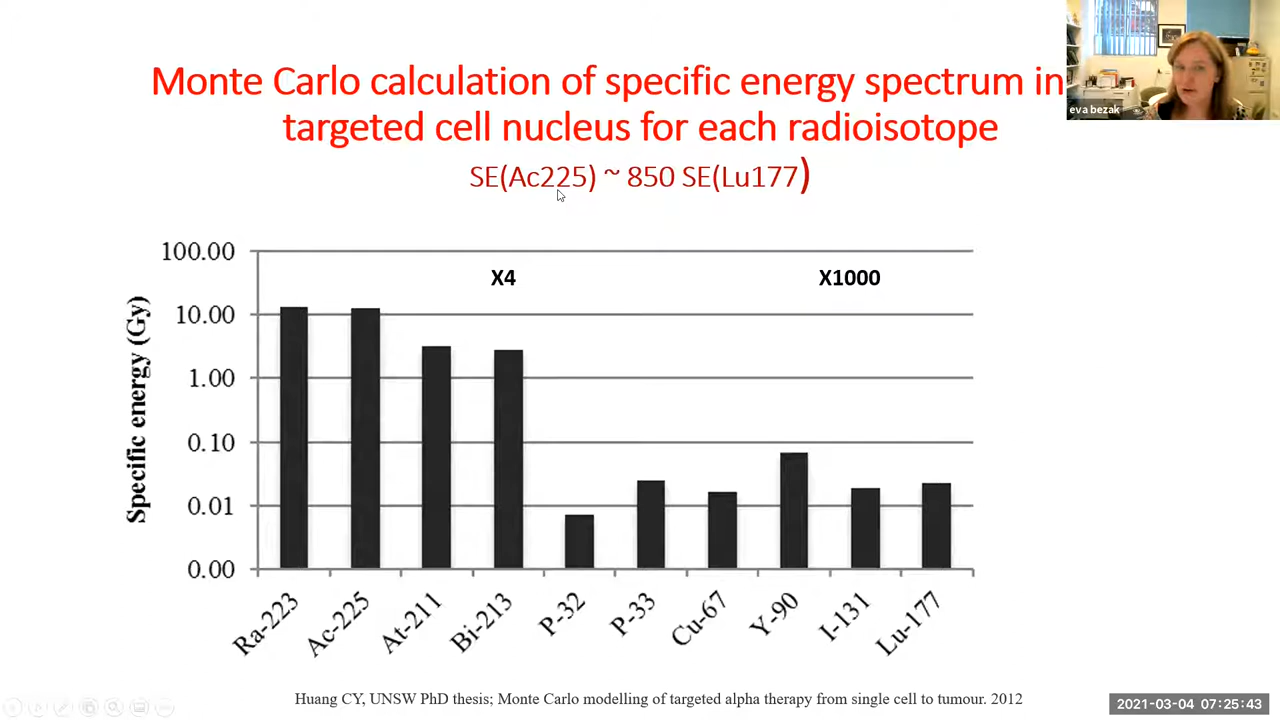 Monte Carlo calculation of specific energy spectrum in
targeted cell nucleus for each radioisotope
SE(Ac225) ~ 850 SE(Lu177)
eva bezak
X4
X1000
Specific energy (Gy)
100.00
10.00
1.00
0.10
0.01
0.00
Ra-223
Ac-225
At-211
Bi-213
P-32
P-33
Cu-67
Y-90
I-131
Lu-177
Huang CY, UNSW PhD thesis; Monte Carlo modelling of targeted alpha therapy from single cell to tumour. 2012
2021-03-04 07:25:43